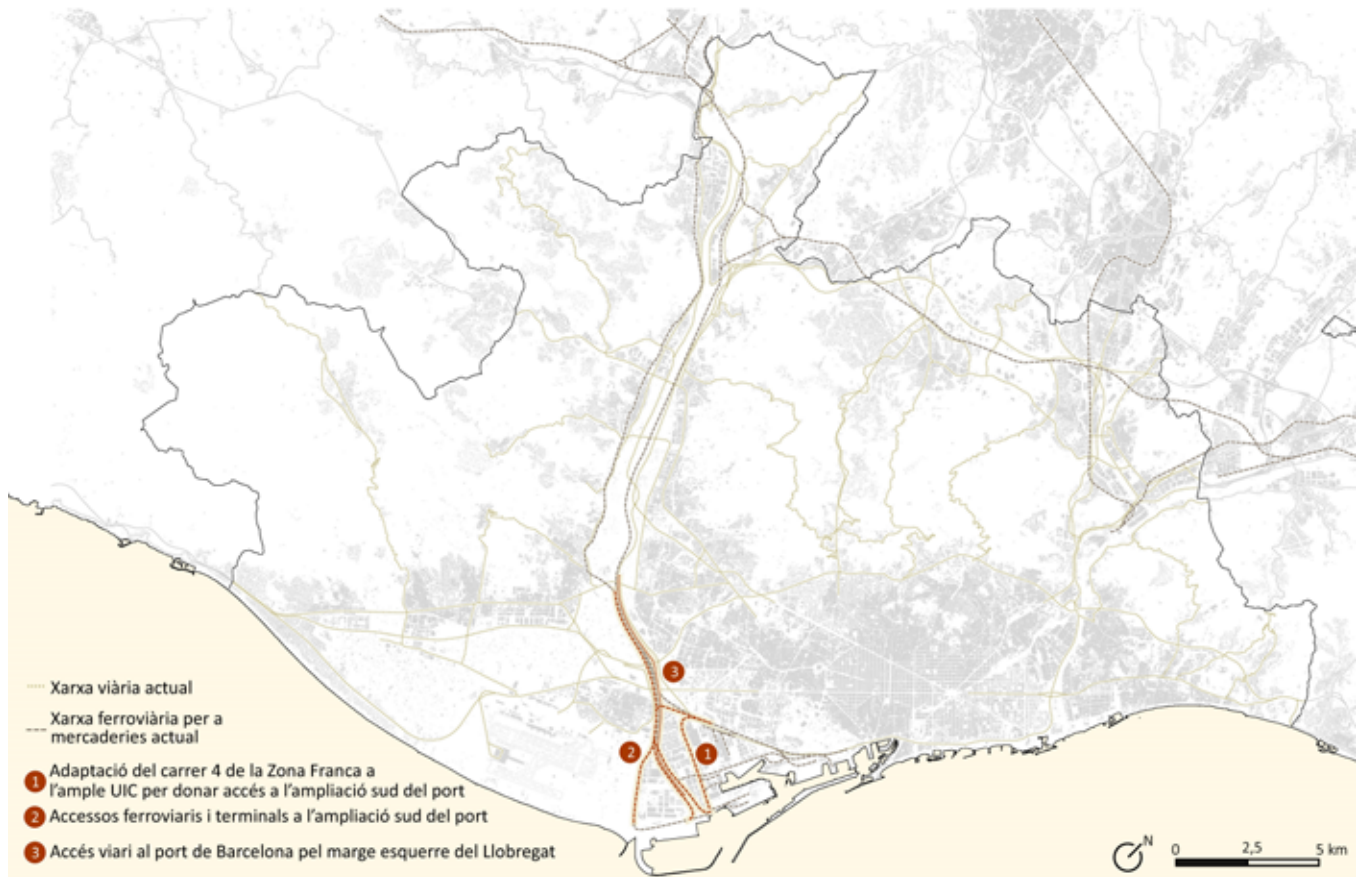 Xarxa viària actual
Xarxa ferroviària per a
mercaderies actual
1 Adaptació del carrer 4 de la Zona Franca a
l'ample UIC per donar accés a l'ampliació sud del port
2 Accessos ferroviaris i terminals a l'ampliació sud del port
3 Accés viari al port de Barcelona pel marge esquerre del Llobregat
3
2
1
N
0 2,5 5 km